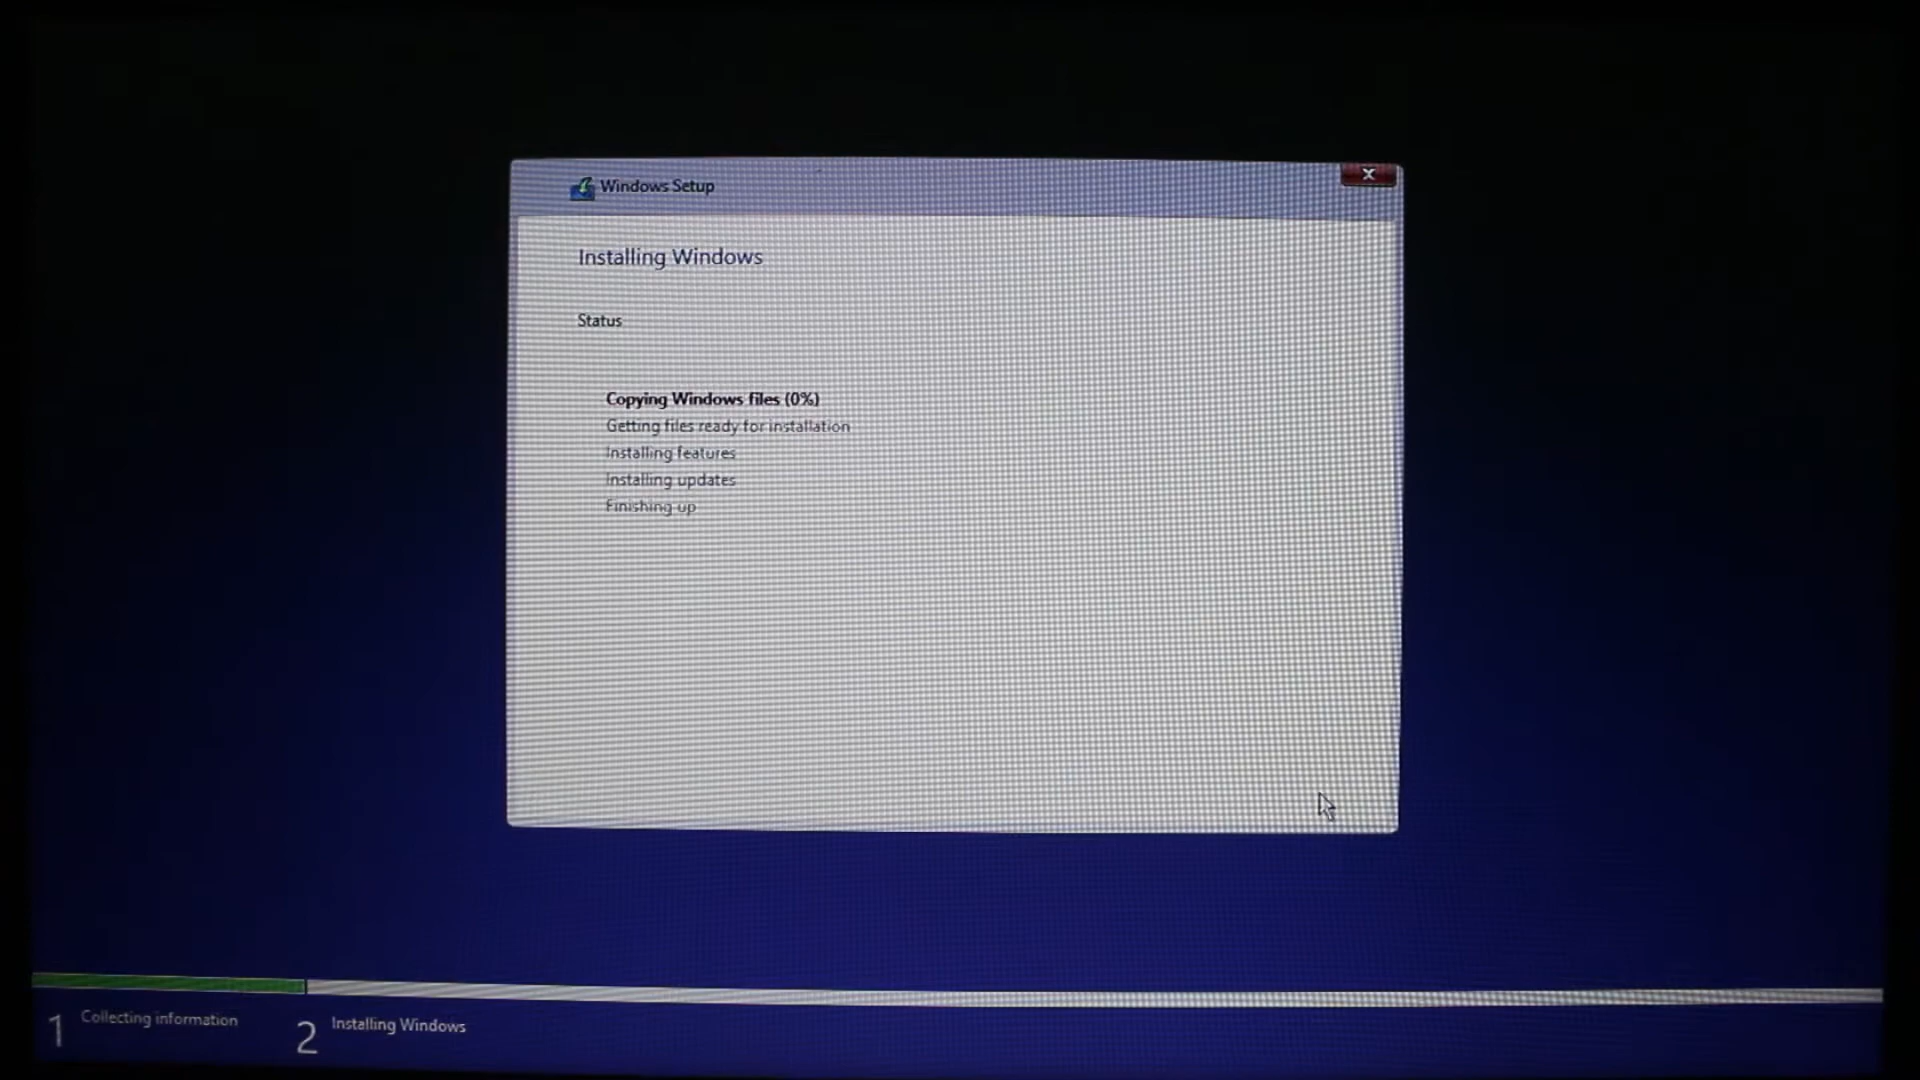 Windows Setup
Installing Windows
Status
Copying Windows files (0%)
Getting files ready for installation
Installing features
Installing updates
Finishing up
1 Collecting information
2 Installing Windows